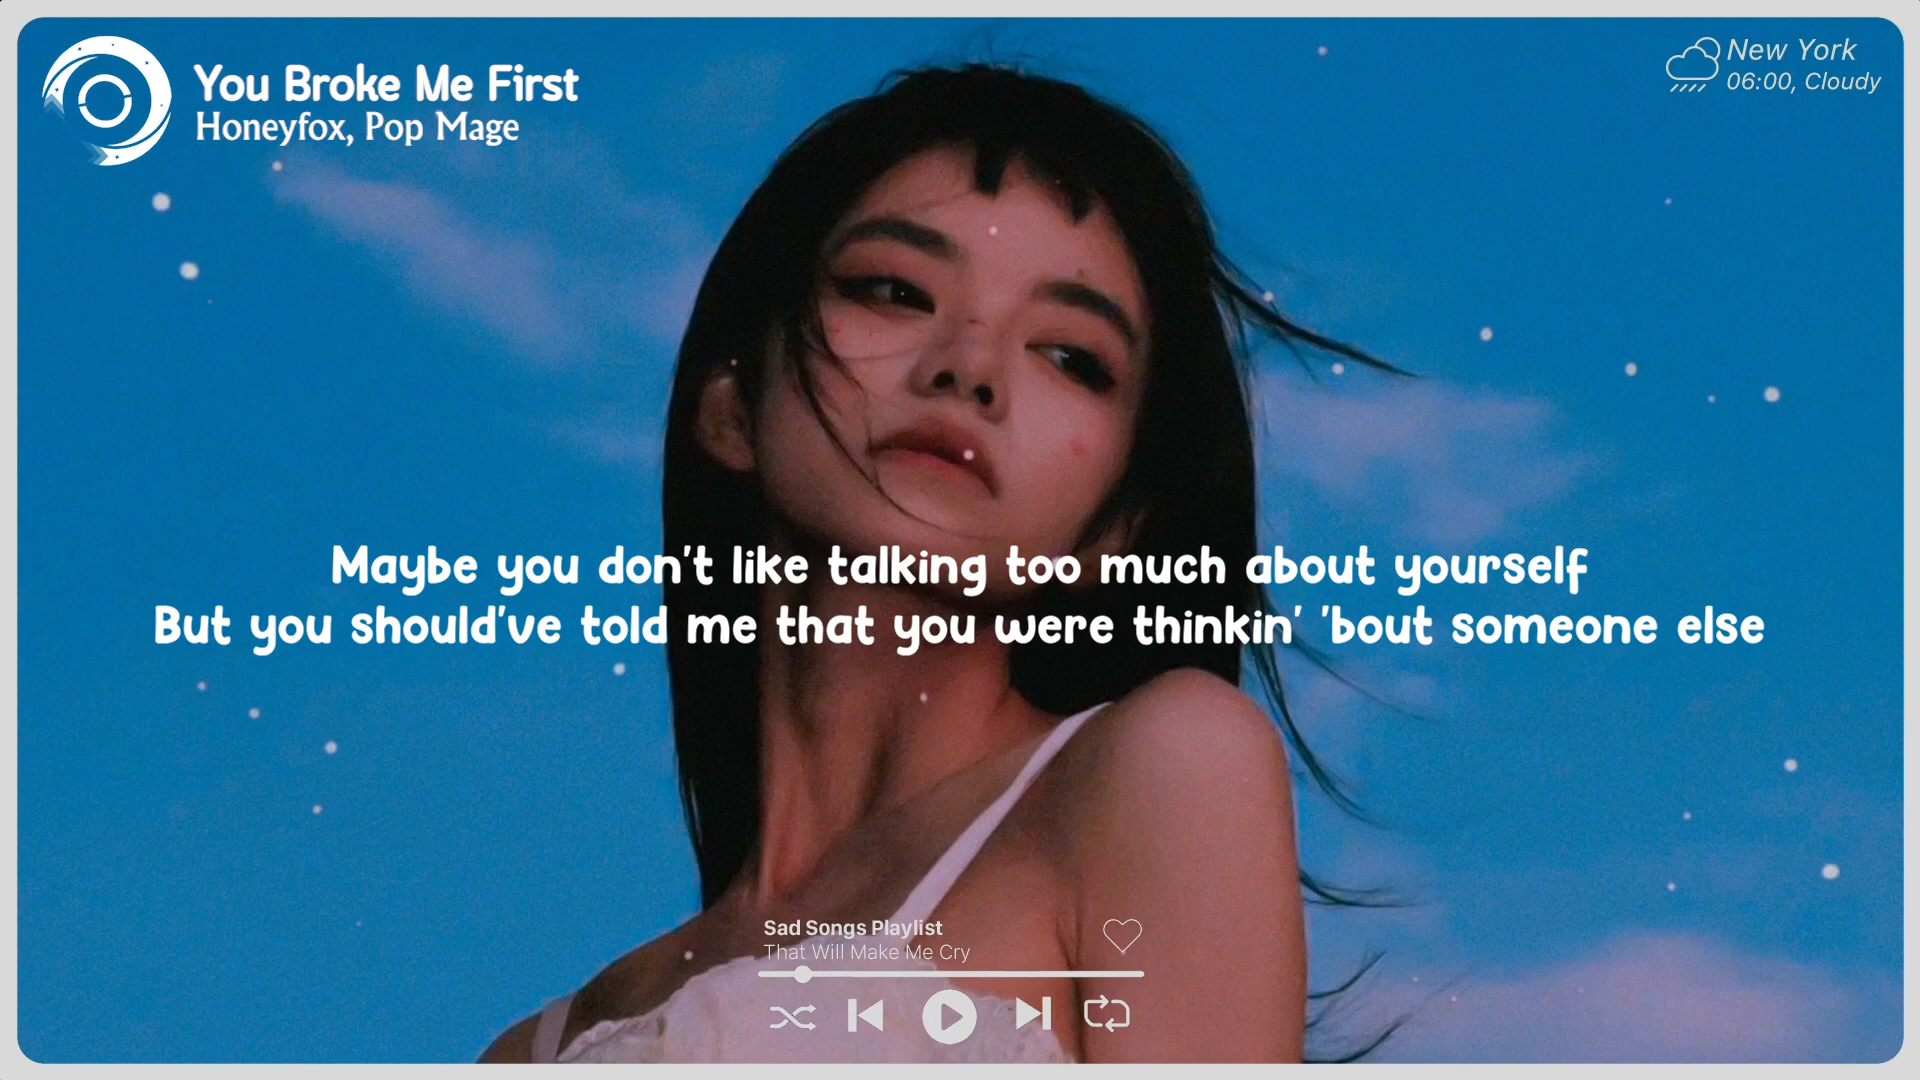 You Broke Me First
Honeyfox, Pop Mage
New York
06:00, Cloudy
Maybe you don't like talking too much about yourself
But you should've told me that you were thinkin' 'bout someone else
Sad Songs Playlist
That Will Make Me Cry